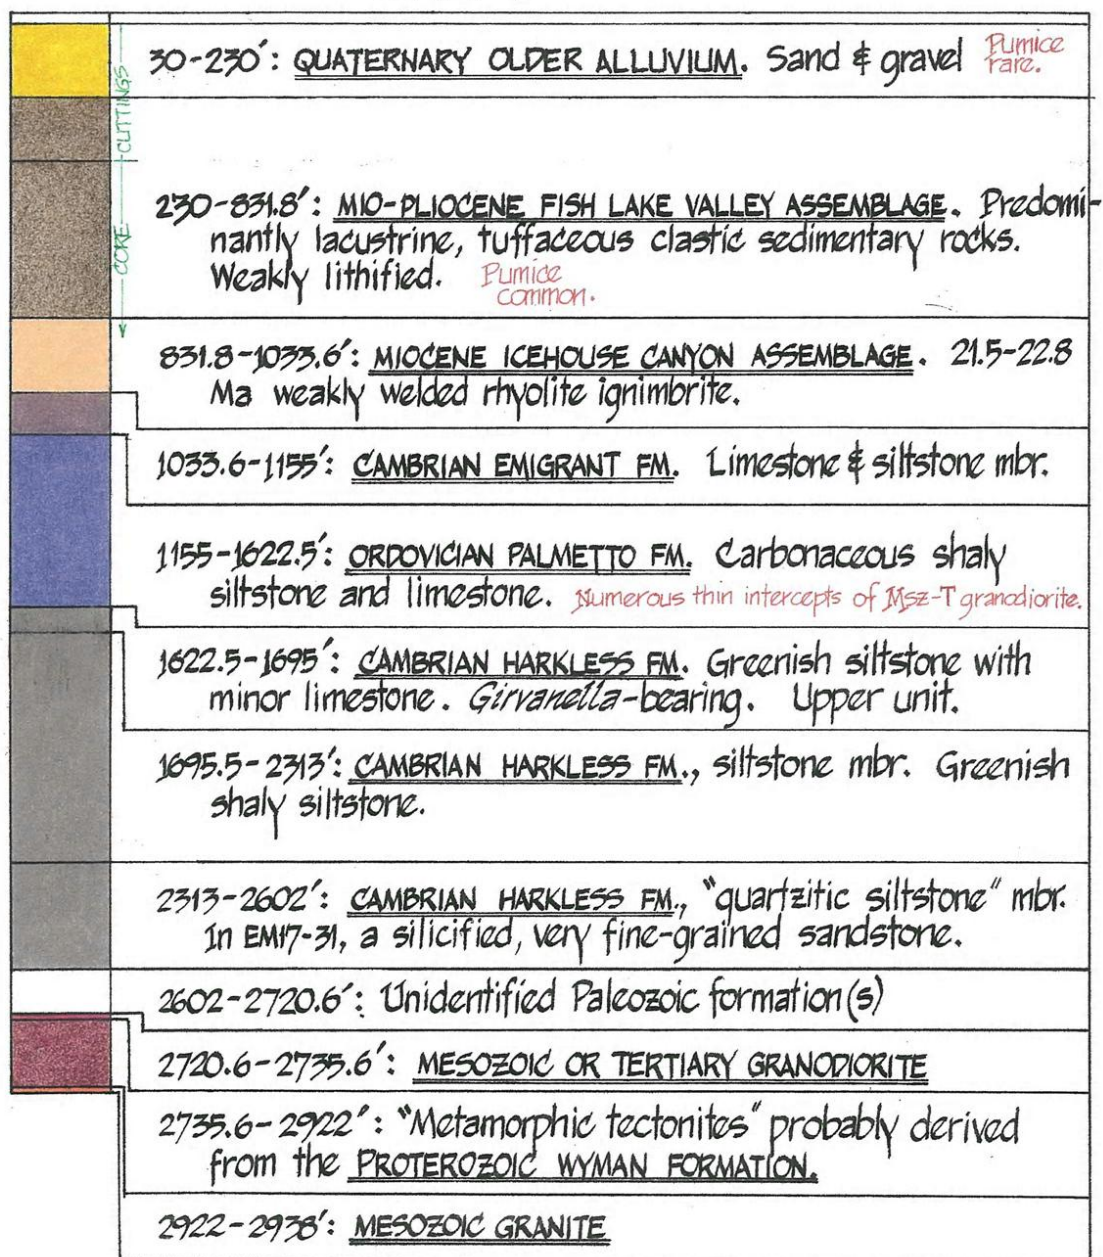 30-230′: QUATERNARY OLDER ALLUVIUM. Sand & gravel Pumice
rare.
CUTTINGS
CORE
230-831.8′: MIO-PLIOCENE FISH LAKE VALLEY ASSEMBLAGE. Predomi-
nantly lacustrine, tuffaceous clastic sedimentary rocks.
Weakly lithified. Pumice
common.
831.8-1033.6′: MIOCENE ICEHOUSE CANYON ASSEMBLAGE. 21.5-22.8
Ma weakly welded rhyolite ignimbrite.
1033.6-1155′: CAMBRIAN EMIGRANT FM. Limestone & siltstone mbr.
1155-1622.5′: ORDOVICIAN PALMETTO FM. Carbonaceous shaly
siltstone and limestone. Numerous thin intercepts of Msz-T granodiorite.
1622.5-1695′: CAMBRIAN HARKLESS FM. Greenish siltstone with
minor limestone. Girvanella-bearing. Upper unit.
1695.5-2313′: CAMBRIAN HARKLESS FM., siltstone mbr. Greenish
shaly siltstone.
2313-2602′: CAMBRIAN HARKLESS FM., "quartzitic siltstone" mbr.
In EM17-31, a silicified, very fine-grained sandstone.
2602-2720.6′: Unidentified Paleozoic formation(s)
2720.6-2735.6′: MESOZOIC OR TERTIARY GRANODIORITE
2735.6-2922′: "Metamorphic tectonites" probably derived
from the PROTEROZOIC WYMAN FORMATION.
2922-2938′: MESOZOIC GRANITE